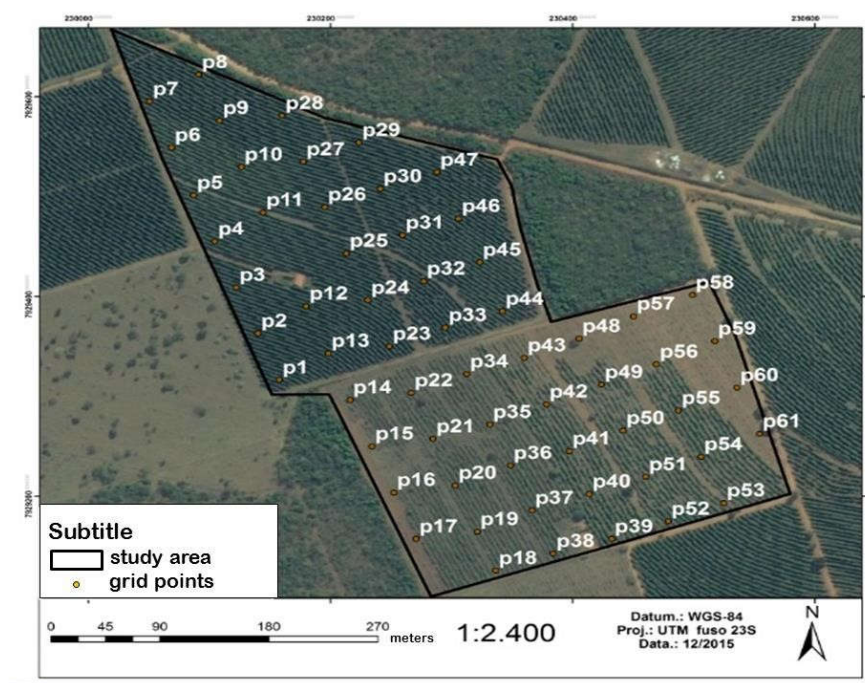 230000 230200 230400 230600
7929600
7929400
7929200
p8
p7
p28
p9
p29
p6
p27
p10
p47
p30
p5
p26
p11
p46
p31
p4
p25
p45
p32
p3
p24
p58
p12
p44
p57
p33
p2
p59
p48
p23
p13
p43
p56
p34
p1
p60
p49
p22
p14
p42
p55
p35
p61
p50
p21
p15
p41
p54
p36
p51
p20
p16
p40
p53
p37
p52
p19
p17
p39
p38
p18
Subtitle
study area
grid points
0 45 90 180 270
meters
1:2.400
Datum.: WGS-84
Proj.: UTM fuso 23S
Data.: 12/2015
N